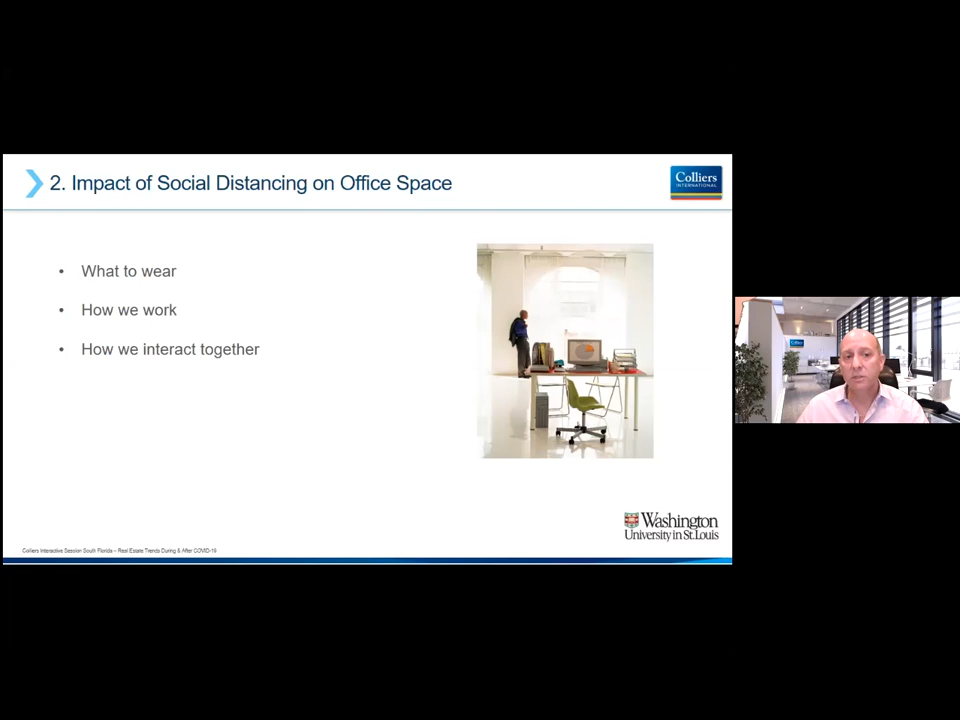 2. Impact of Social Distancing on Office Space
Colliers
INTERNATIONAL
• What to wear
• How we work
• How we interact together
Washington
University in St. Louis
Colliers Interactive Session South Florida – Real Estate Trends During & After COVID-19
Colliers